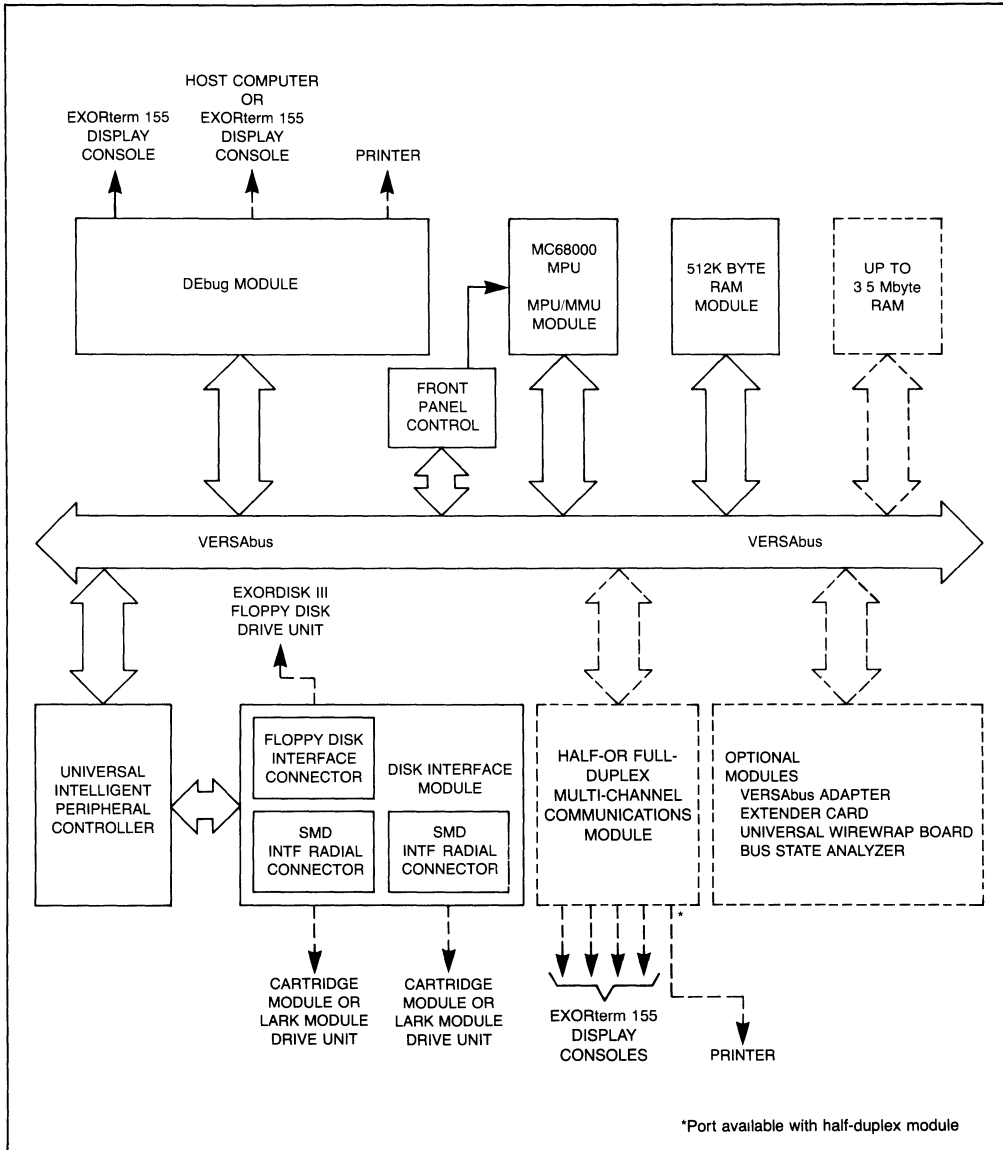 HOST COMPUTER
OR
EXORterm 155
DISPLAY
CONSOLE
EXORterm 155
DISPLAY
CONSOLE
PRINTER
DEbug MODULE
MC68000
MPU
MPU/MMU
MODULE
512K BYTE
RAM
MODULE
UP TO
3 5 Mbyte
RAM
FRONT
PANEL
CONTROL
VERSAbus
VERSAbus
EXORDISK III
FLOPPY DISK
DRIVE UNIT
UNIVERSAL
INTELLIGENT
PERIPHERAL
CONTROLLER
FLOPPY DISK
INTERFACE
CONNECTOR
DISK INTERFACE
MODULE
SMD
INTF RADIAL
CONNECTOR
SMD
INTF RADIAL
CONNECTOR
HALF-OR FULL-
DUPLEX
MULTI-CHANNEL
COMMUNICATIONS
MODULE
OPTIONAL
MODULES
VERSAbus ADAPTER
EXTENDER CARD
UNIVERSAL WIREWRAP BOARD
BUS STATE ANALYZER
*
CARTRIDGE
MODULE OR
LARK MODULE
DRIVE UNIT
CARTRIDGE
MODULE OR
LARK MODULE
DRIVE UNIT
EXORterm 155
DISPLAY
CONSOLES
PRINTER
*Port available with half-duplex module